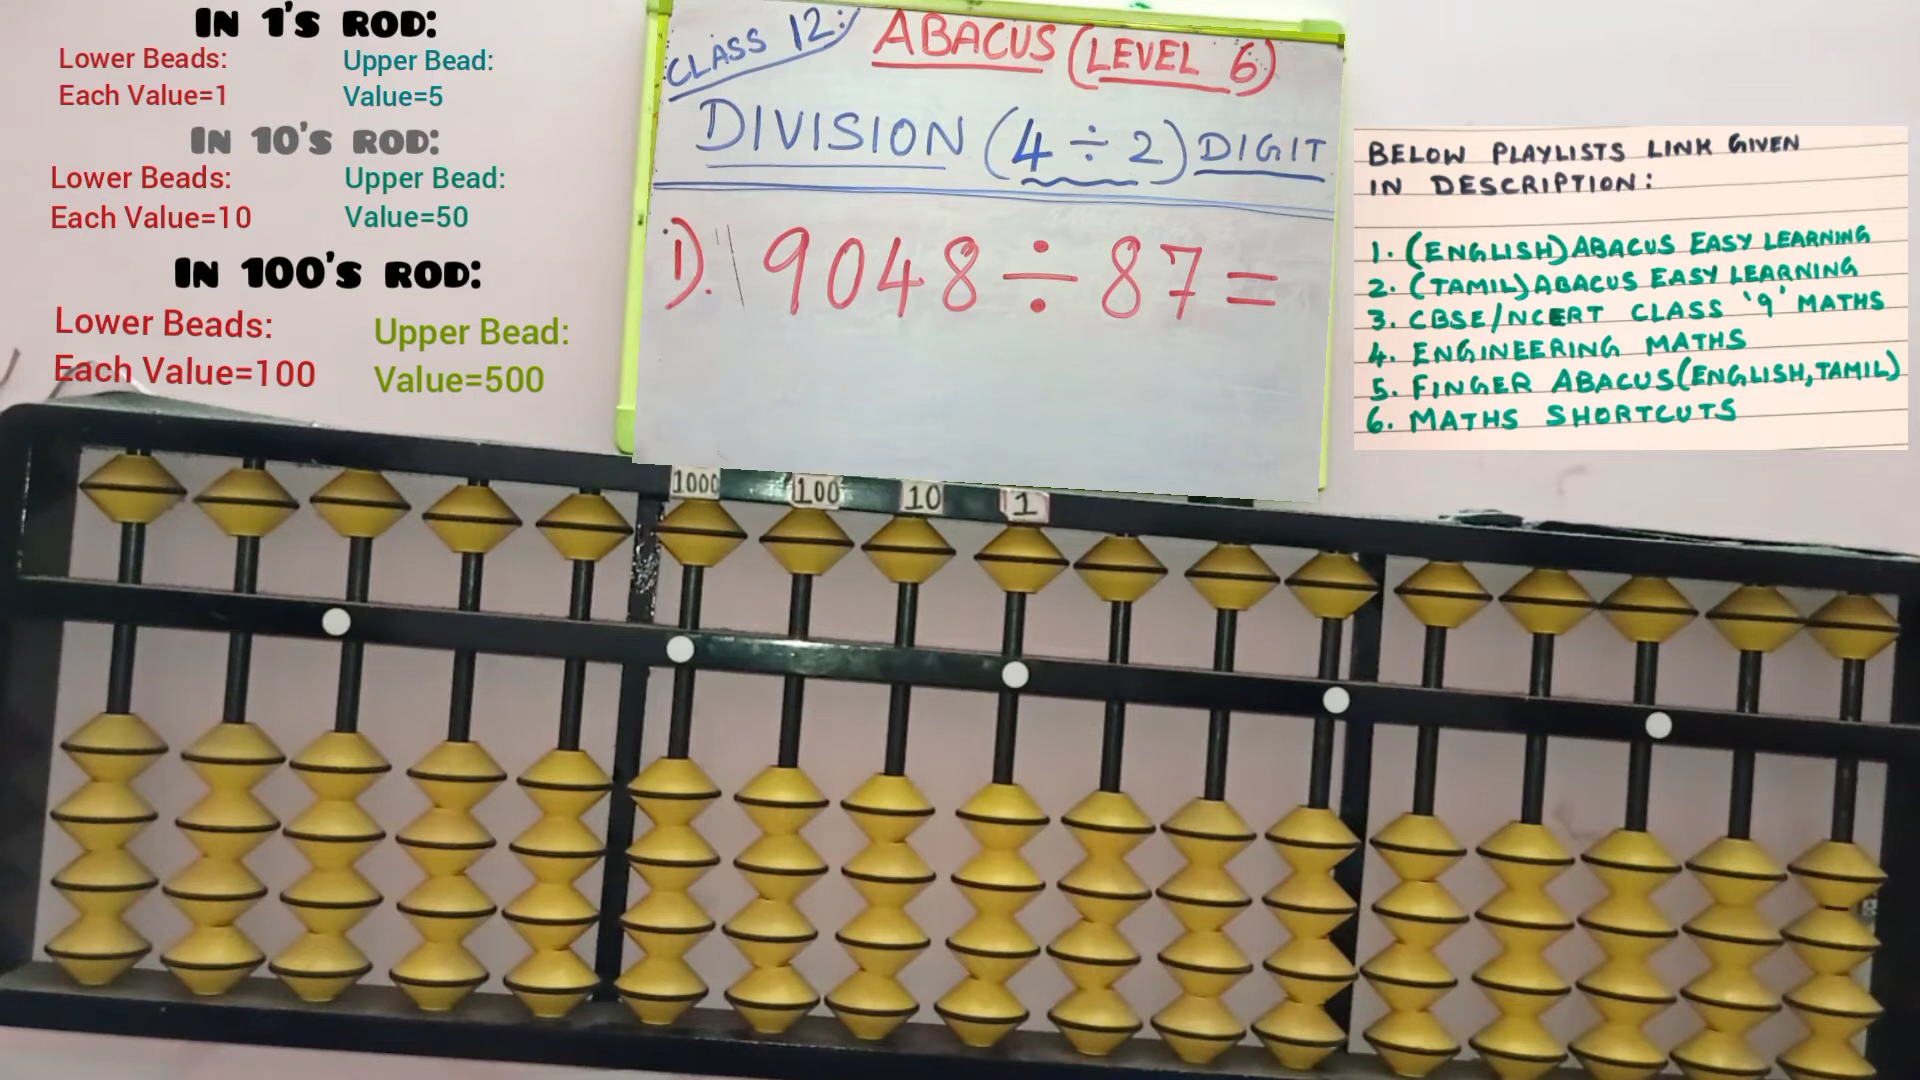 IN 1'S ROD:
Lower Beads: Upper Bead:
Each Value=1 Value=5
IN 10'S ROD:
Lower Beads: Upper Bead:
Each Value=10 Value=50
IN 100'S ROD:
Lower Beads: Upper Bead:
Each Value=100 Value=500
CLASS 12: ABACUS (LEVEL 6)
DIVISION (4 ÷ 2) DIGIT
1). 9048 ÷ 87 =
BELOW PLAYLISTS LINK GIVEN
IN DESCRIPTION:
1. (ENGLISH) ABACUS EASY LEARNING
2. (TAMIL) ABACUS EASY LEARNING
3. CBSE/NCERT CLASS '9' MATHS
4. ENGINEERING MATHS
5. FINGER ABACUS (ENGLISH, TAMIL)
6. MATHS SHORTCUTS
1000 100 10 1